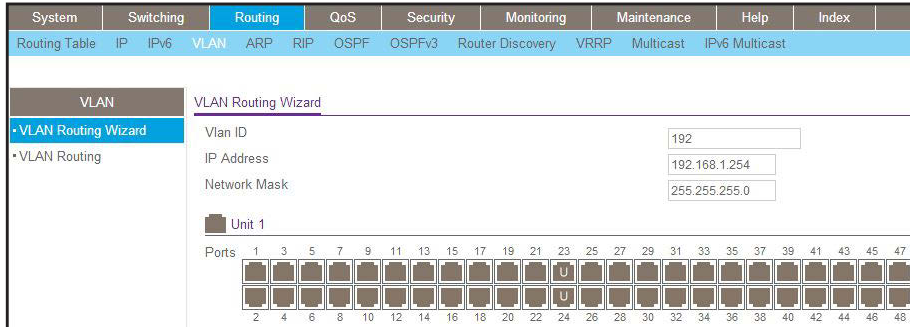 System Switching Routing QoS Security Monitoring Maintenance Help Index
Routing Table IP IPv6 VLAN ARP RIP OSPF OSPFv3 Router Discovery VRRP Multicast IPv6 Multicast
VLAN
VLAN Routing Wizard
VLAN Routing
VLAN Routing Wizard
Vlan ID 192
IP Address 192.168.1.254
Network Mask 255.255.255.0
Unit 1
Ports 1 3 5 7 9 11 13 15 17 19 21 23 25 27 29 31 33 35 37 39 41 43 45 47
U
U
2 4 6 8 10 12 14 16 18 20 22 24 26 28 30 32 34 36 38 40 42 44 46 48